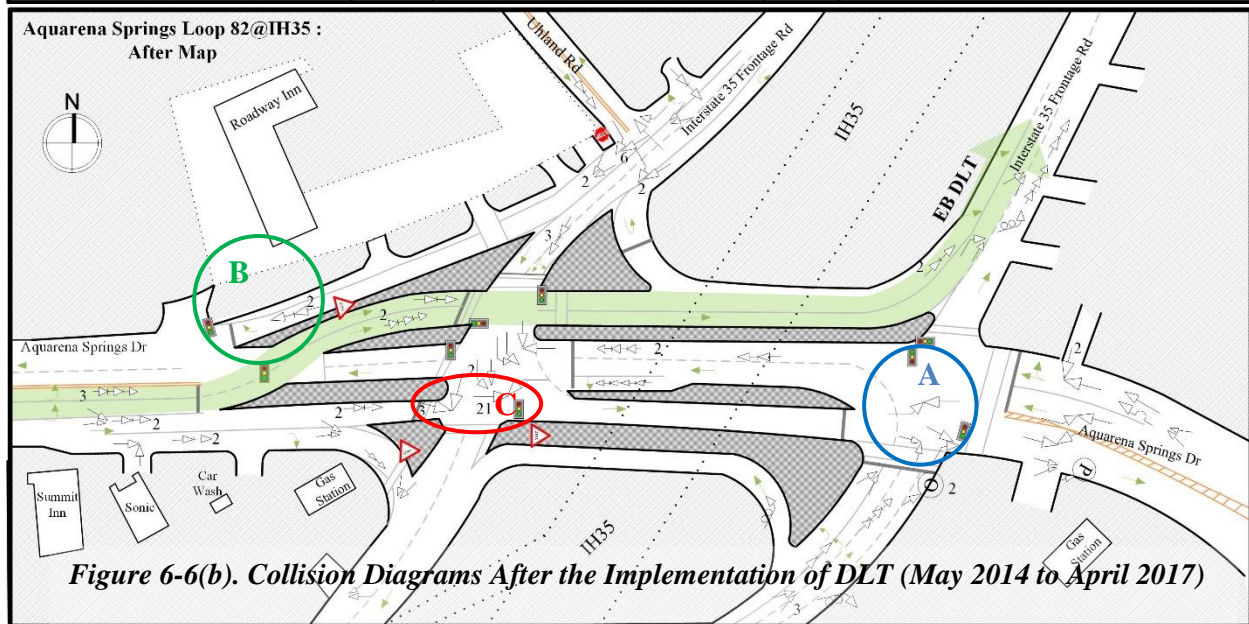 Aquarena Springs Loop 82@IH35 :
After Map
N
Roadway Inn
Uhland Rd
Interstate 35 Frontage Rd
IH35
Interstate 35 Frontage Rd
EB DLT
6
2
2
3
2
B
2
2
2
A
2
Aquarena Springs Dr
3
2
2
2
3
21
C
2
Aquarena Springs Dr
P
2
Summit
Inn
Sonic
Car
Wash
Gas
Station
IH35
Gas
Station
3
Figure 6-6(b). Collision Diagrams After the Implementation of DLT (May 2014 to April 2017)